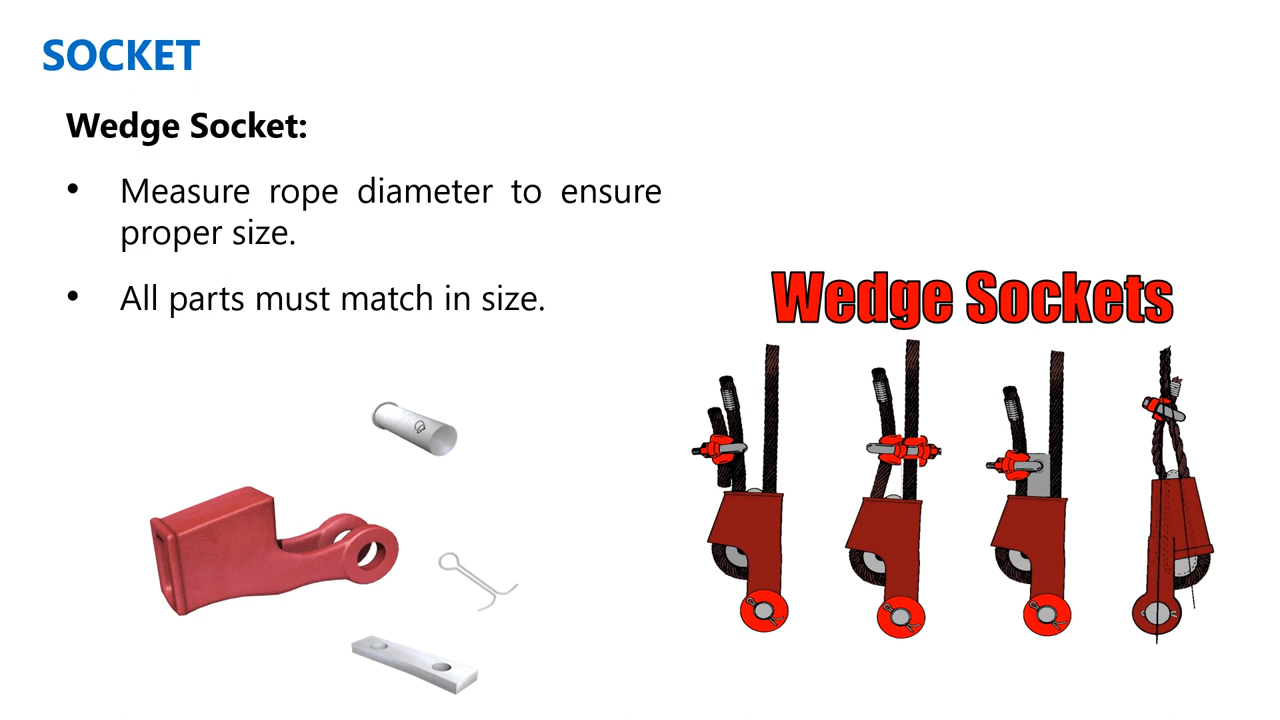 SOCKET
Wedge Socket:
• Measure rope diameter to ensure
proper size.
• All parts must match in size.
Wedge Sockets